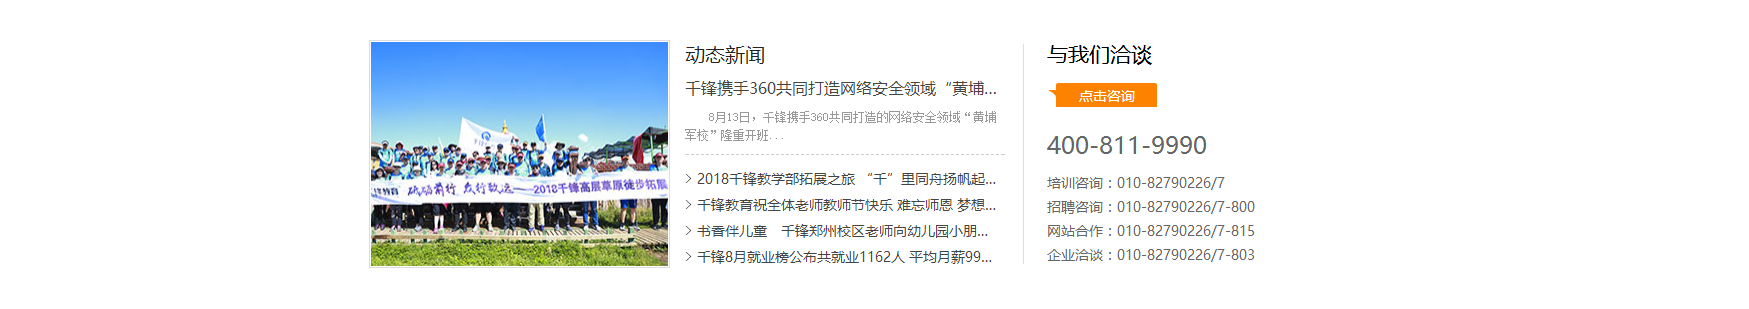 砥砺前行 众行致远——2018千锋高层草原徒步拓展
动态新闻
千锋携手360共同打造网络安全领域“黄埔...
8月13日，千锋携手360共同打造的网络安全领域“黄埔
军校”隆重开班...
2018千锋教学部拓展之旅 “千”里同舟扬帆起...
千锋教育祝全体老师教师节快乐 难忘师恩 梦想...
书香伴儿童　千锋郑州校区老师向幼儿园小朋...
千锋8月就业榜公布共就业1162人 平均月薪99...
与我们洽谈
点击咨询
400-811-9990
培训咨询：010-82790226/7
招聘咨询：010-82790226/7-800
网站合作：010-82790226/7-815
企业洽谈：010-82790226/7-803